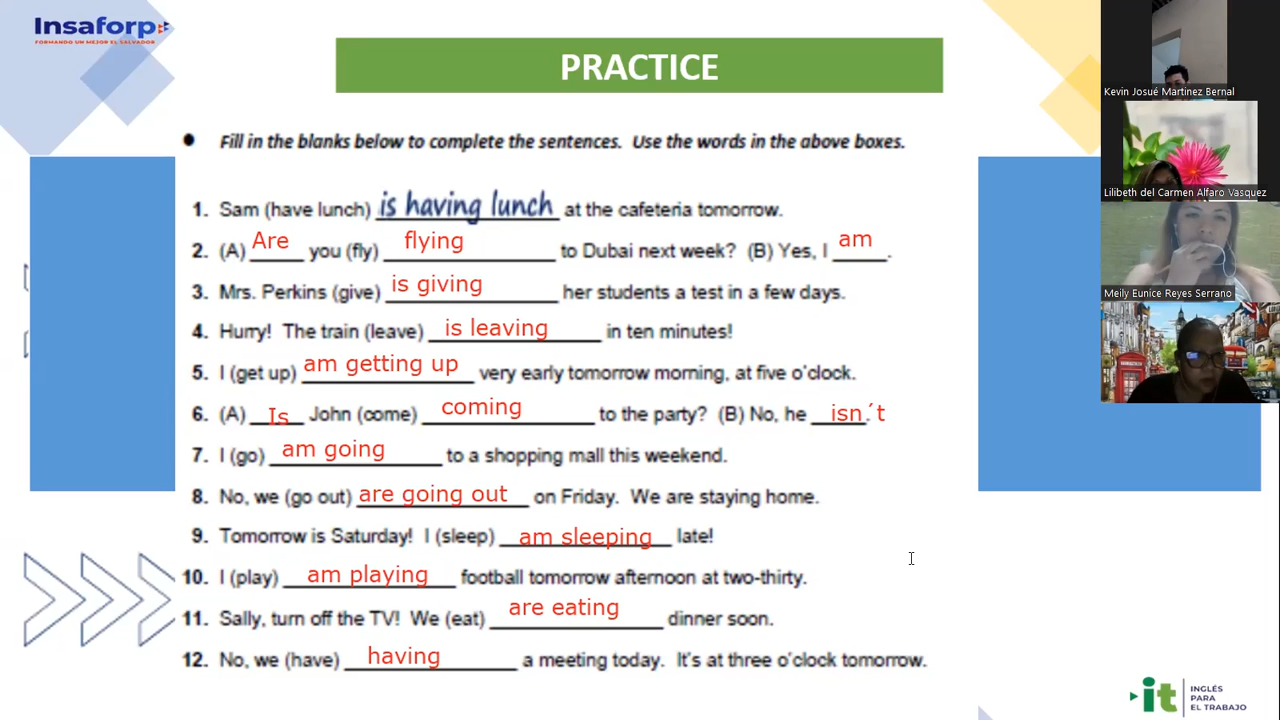 Insaforp
FORMANDO UN MEJOR EL SALVADOR
PRACTICE
Fill in the blanks below to complete the sentences. Use the words in the above boxes.
1. Sam (have lunch) is having lunch at the cafeteria tomorrow.
2. (A) Are you (fly) flying to Dubai next week? (B) Yes, I am.
3. Mrs. Perkins (give) is giving her students a test in a few days.
4. Hurry! The train (leave) is leaving in ten minutes!
5. I (get up) am getting up very early tomorrow morning, at five o'clock.
6. (A) Is John (come) coming to the party? (B) No, he isn´t.
7. I (go) am going to a shopping mall this weekend.
8. No, we (go out) are going out on Friday. We are staying home.
9. Tomorrow is Saturday! I (sleep) am sleeping late!
10. I (play) am playing football tomorrow afternoon at two-thirty.
11. Sally, turn off the TV! We (eat) are eating dinner soon.
12. No, we (have) having a meeting today. It's at three o'clock tomorrow.
Kevin Josué Martinez Bernal
Lilibeth del Carmen Alfaro Vasquez
Meily Eunice Reyes Serrano
it
INGLÉS
PARA
EL TRABAJO